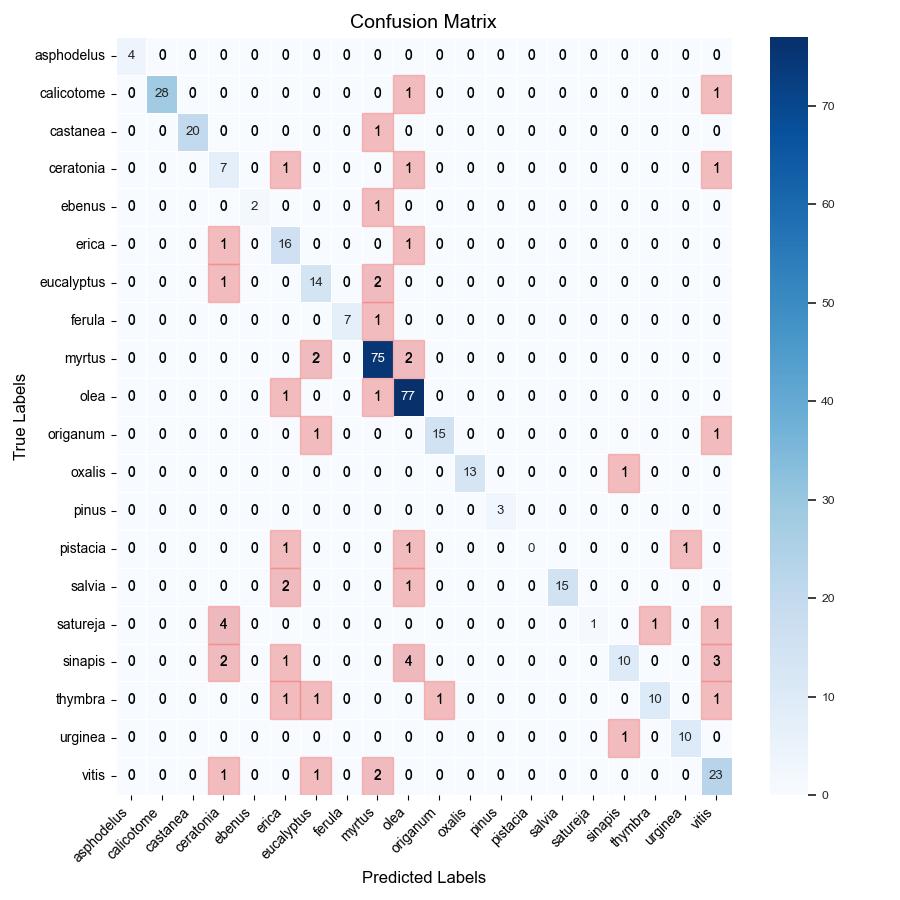 Confusion Matrix
asphodelus 4 0 0 0 0 0 0 0 0 0 0 0 0 0 0 0 0 0 0 0
calicotome 0 28 0 0 0 0 0 0 0 1 0 0 0 0 0 0 0 0 0 1
castanea 0 0 20 0 0 0 0 0 1 0 0 0 0 0 0 0 0 0 0 0
ceratonia 0 0 0 7 0 1 0 0 0 1 0 0 0 0 0 0 0 0 0 1
ebenus 0 0 0 0 2 0 0 0 1 0 0 0 0 0 0 0 0 0 0 0
erica 0 0 0 1 0 16 0 0 0 1 0 0 0 0 0 0 0 0 0 0
eucalyptus 0 0 0 1 0 0 14 0 2 0 0 0 0 0 0 0 0 0 0 0
ferula 0 0 0 0 0 0 0 7 1 0 0 0 0 0 0 0 0 0 0 0
myrtus 0 0 0 0 0 0 2 0 75 2 0 0 0 0 0 0 0 0 0 0
olea 0 0 0 0 0 1 0 0 1 77 0 0 0 0 0 0 0 0 0 0
origanum 0 0 0 0 0 0 1 0 0 0 15 0 0 0 0 0 0 0 0 1
oxalis 0 0 0 0 0 0 0 0 0 0 0 13 0 0 0 0 1 0 0 0
pinus 0 0 0 0 0 0 0 0 0 0 0 0 3 0 0 0 0 0 0 0
pistacia 0 0 0 0 0 1 0 0 0 1 0 0 0 0 0 0 0 0 1 0
salvia 0 0 0 0 0 2 0 0 0 1 0 0 0 0 15 0 0 0 0 0
satureja 0 0 0 4 0 0 0 0 0 0 0 0 0 0 0 1 0 1 0 1
sinapis 0 0 0 2 0 1 0 0 0 4 0 0 0 0 0 0 10 0 0 3
thymbra 0 0 0 0 0 1 1 0 0 0 1 0 0 0 0 0 0 10 0 1
urginea 0 0 0 0 0 0 0 0 0 0 0 0 0 0 0 0 1 0 10 0
vitis 0 0 0 1 0 0 1 0 2 0 0 0 0 0 0 0 0 0 0 23
True Labels
asphodelus calicotome castanea ceratonia ebenus erica eucalyptus ferula myrtus olea origanum oxalis pinus pistacia salvia satureja sinapis thymbra urginea vitis
Predicted Labels
70
60
50
40
30
20
10
0